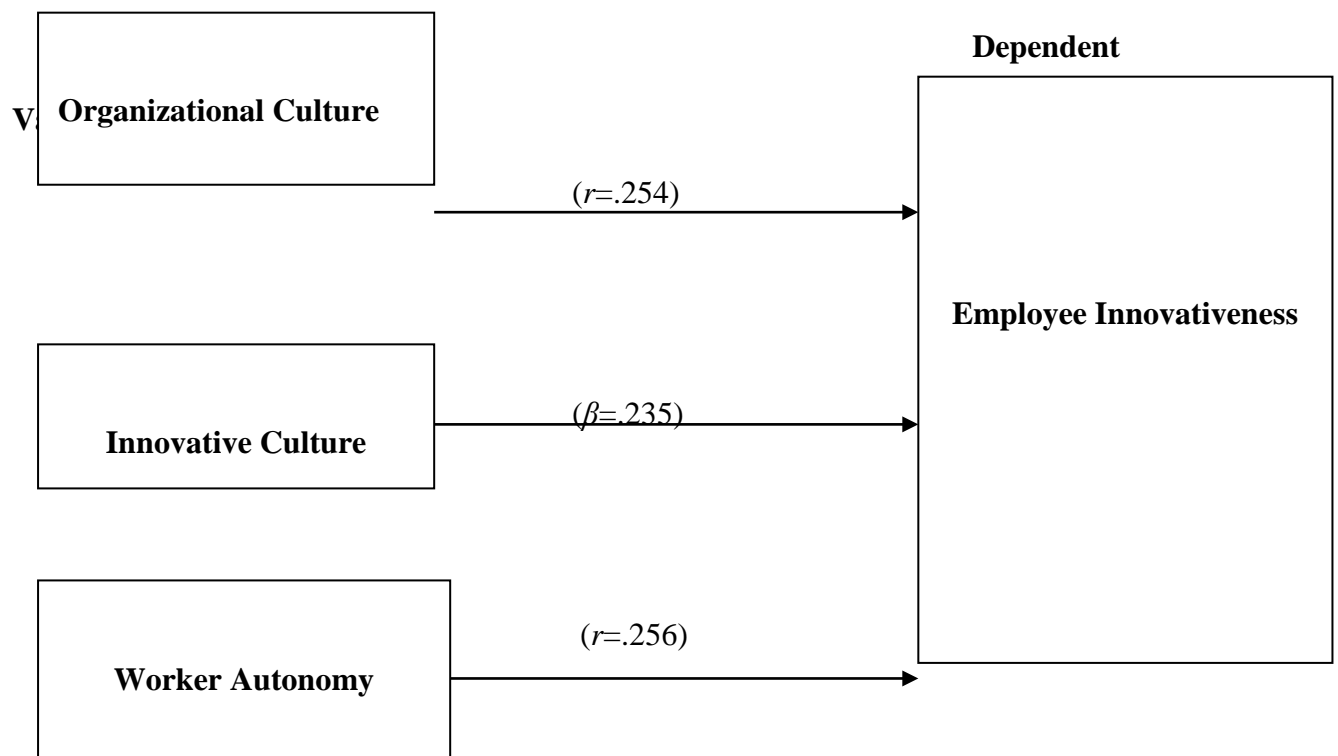 Dependent
Organizational Culture
(r=.254)
Employee Innovativeness
(β=.235)
Innovative Culture
(r=.256)
Worker Autonomy